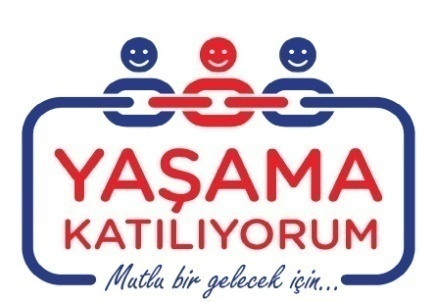 YAŞAMA
KATILIYORUM
Mutlu bir gelecek için...